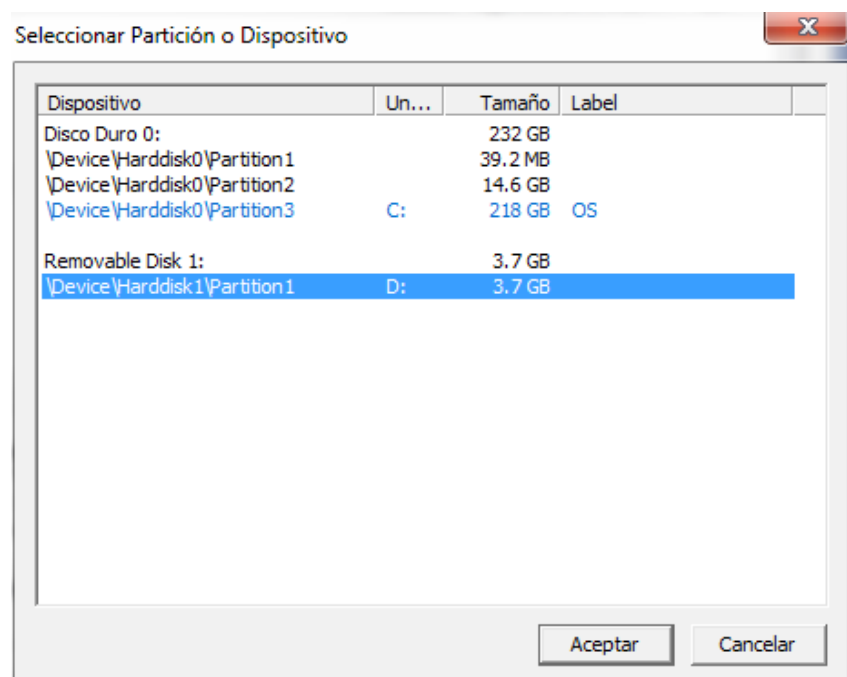 Seleccionar Partición o Dispositivo
Dispositivo Un... Tamaño Label
Disco Duro 0: 232 GB
\Device\Harddisk0\Partition1 39.2 MB
\Device\Harddisk0\Partition2 14.6 GB
\Device\Harddisk0\Partition3 C: 218 GB OS
Removable Disk 1: 3.7 GB
\Device\Harddisk1\Partition1 D: 3.7 GB
Aceptar Cancelar